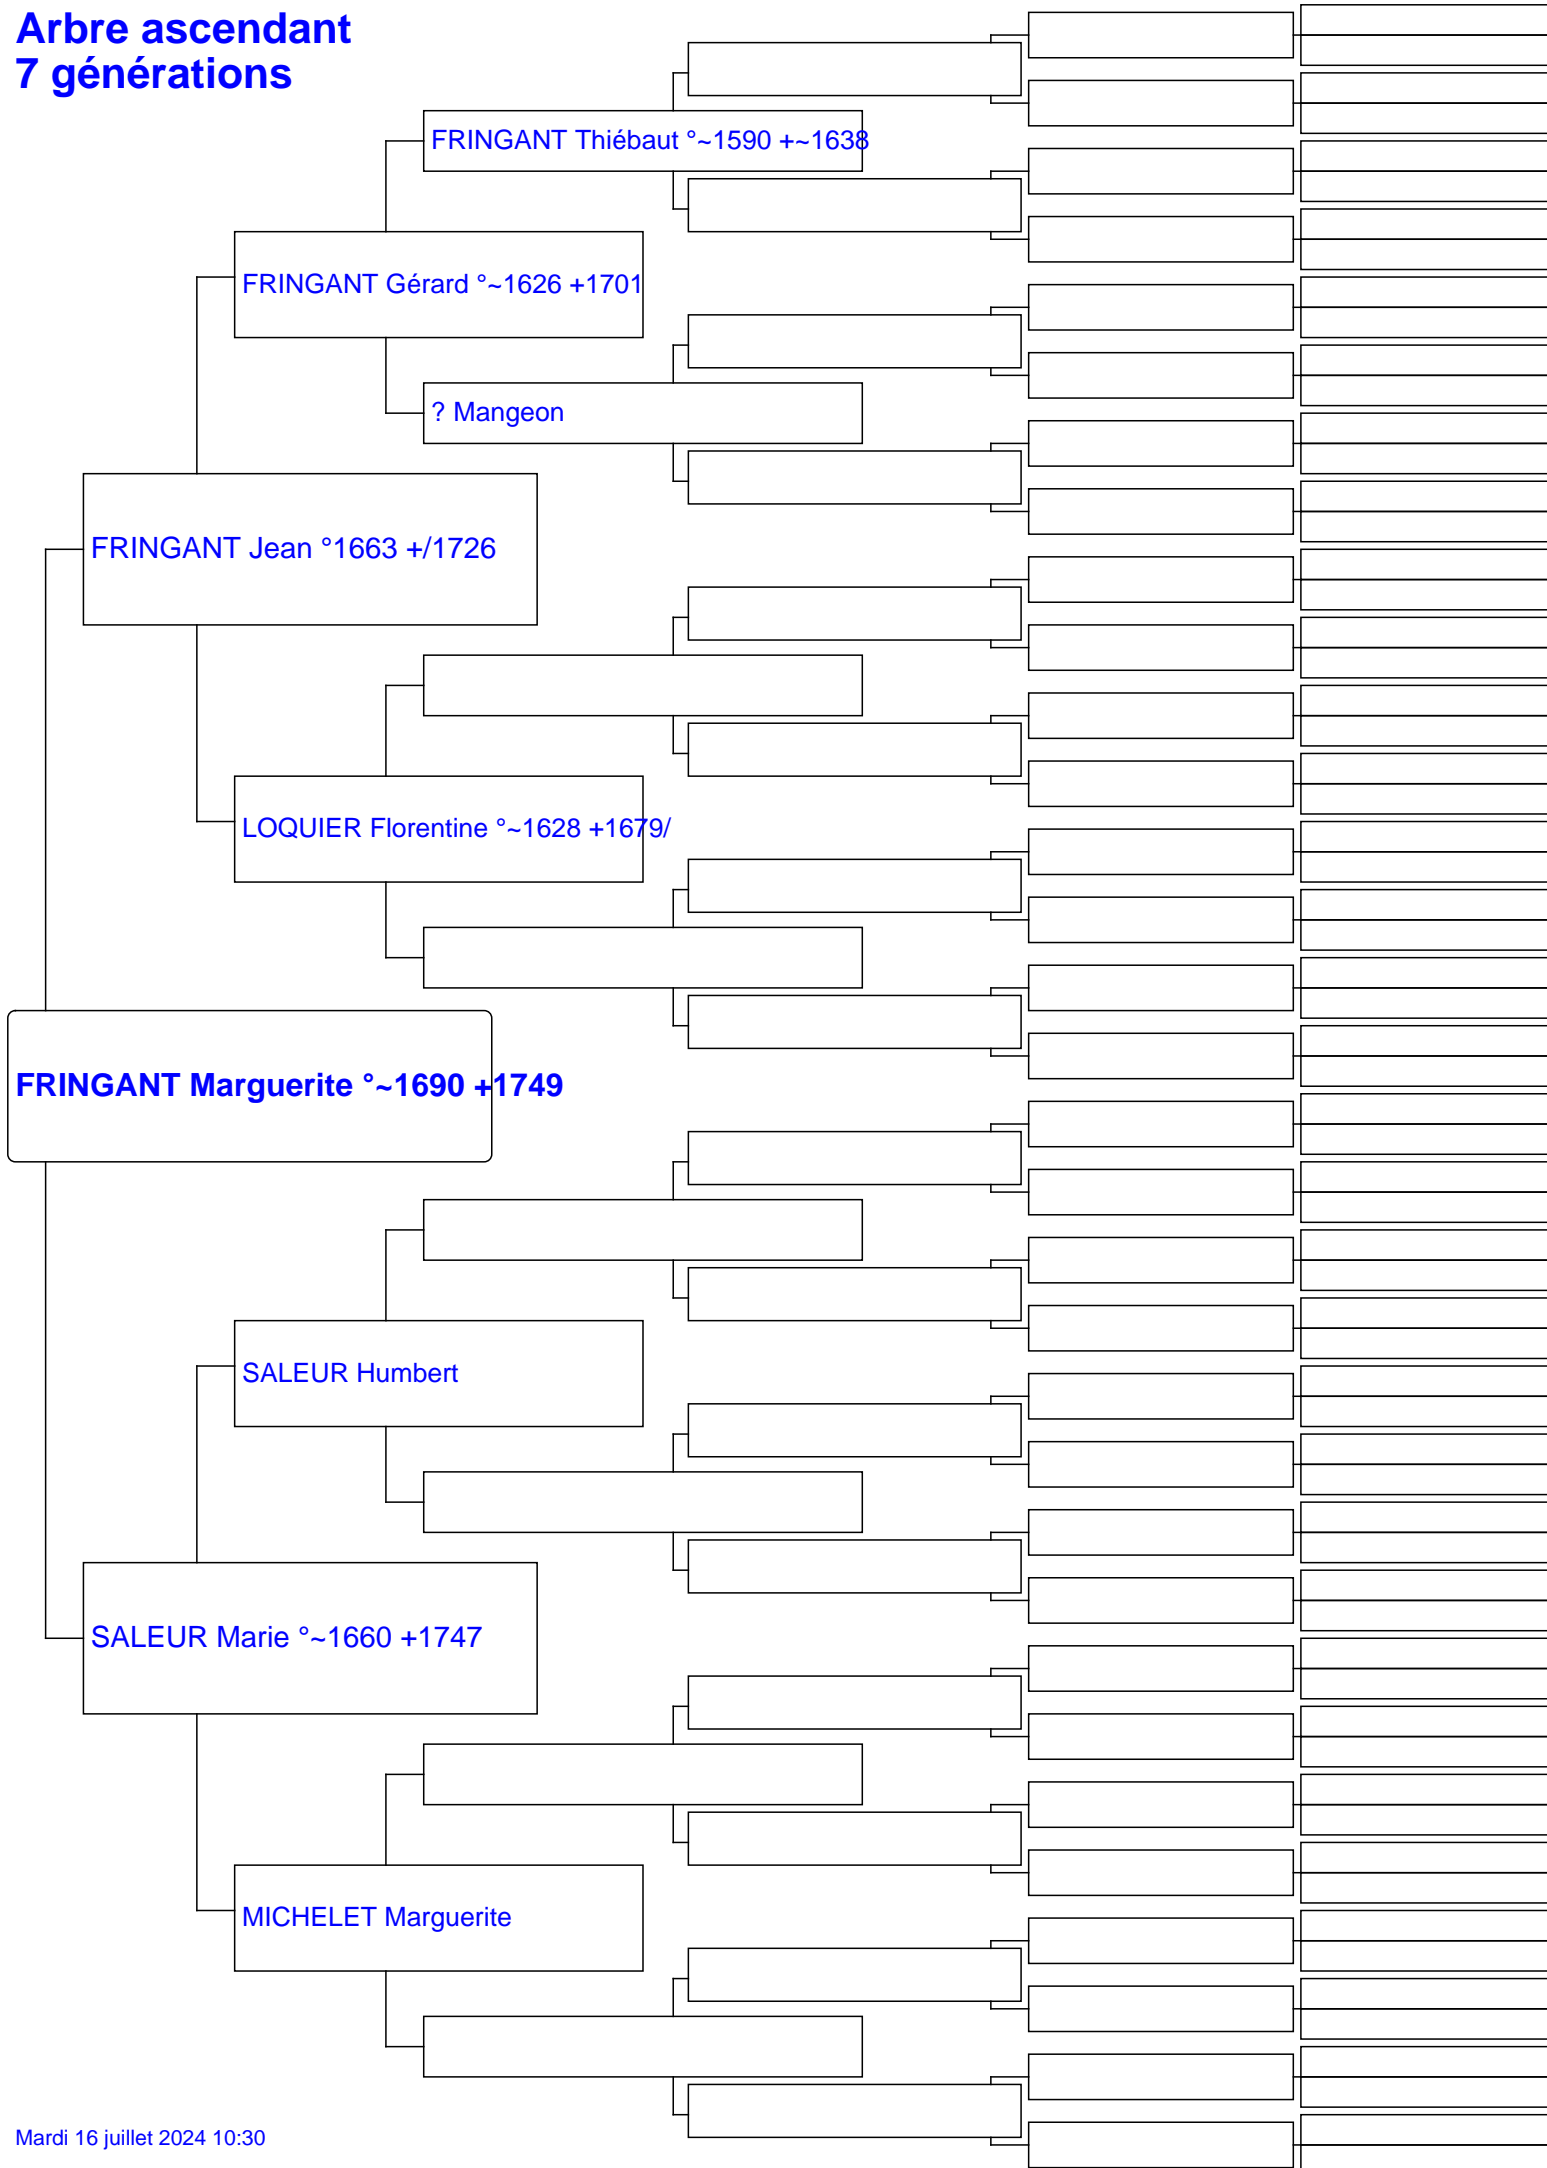 Arbre ascendant
7 générations
FRINGANT Thiébaut °~1590 +~1638
FRINGANT Gérard °~1626 +1701
? Mangeon
FRINGANT Jean °1663 +/1726
LOQUIER Florentine °~1628 +1679/
FRINGANT Marguerite °~1690 +1749
SALEUR Humbert
SALEUR Marie °~1660 +1747
MICHELET Marguerite
Mardi 16 juillet 2024 10:30